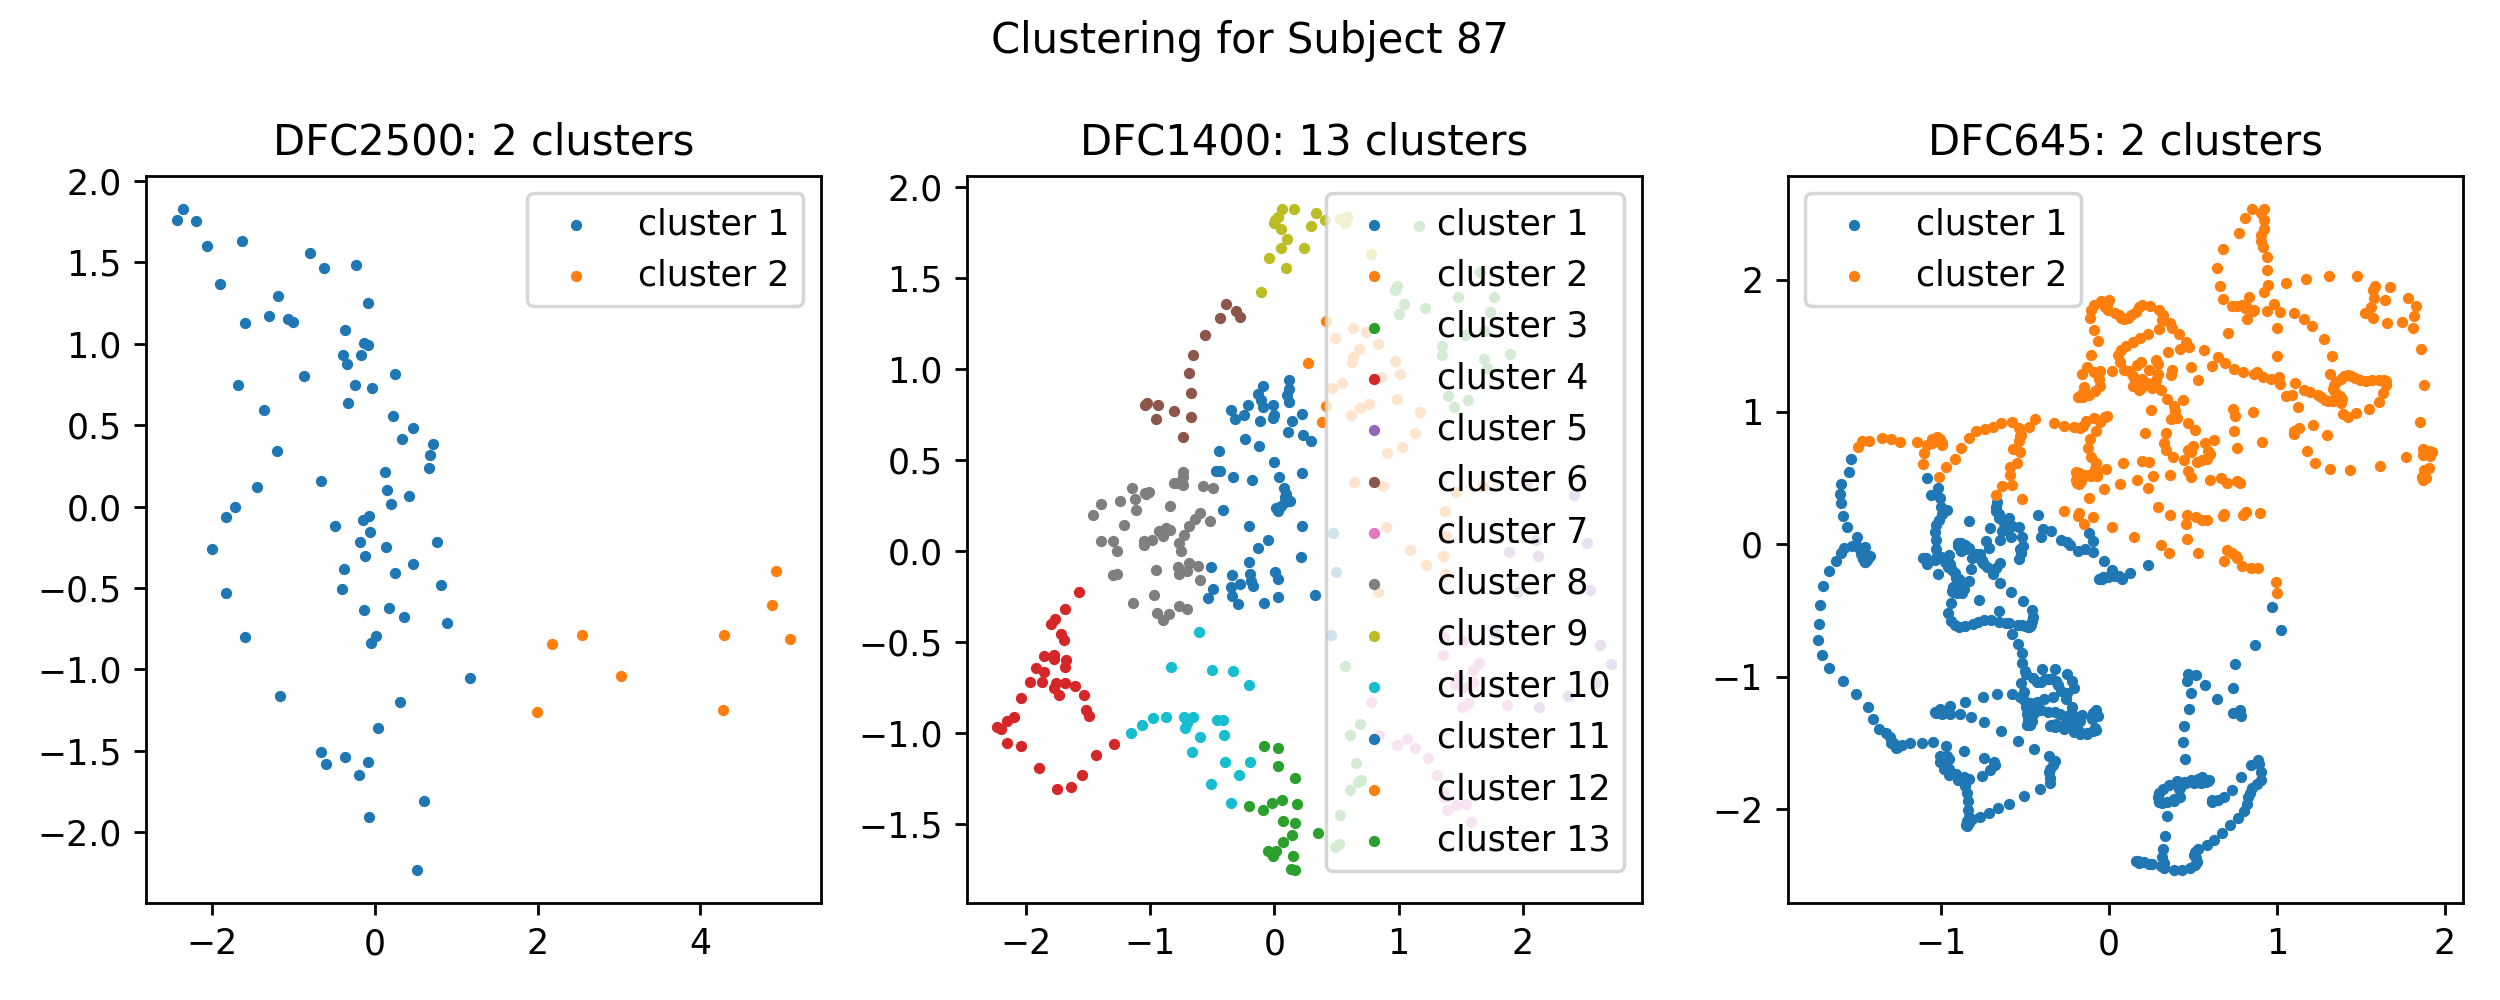 Clustering for Subject 87
DFC2500: 2 clusters
2.0
1.5
1.0
0.5
0.0
−0.5
−1.0
−1.5
−2.0
−2
0
2
4
cluster 1
cluster 2
DFC1400: 13 clusters
2.0
1.5
1.0
0.5
0.0
−0.5
−1.0
−1.5
−2
−1
0
1
2
cluster 1
cluster 2
cluster 3
cluster 4
cluster 5
cluster 6
cluster 7
cluster 8
cluster 9
cluster 10
cluster 11
cluster 12
cluster 13
DFC645: 2 clusters
2
1
0
−1
−2
−1
0
1
2
cluster 1
cluster 2